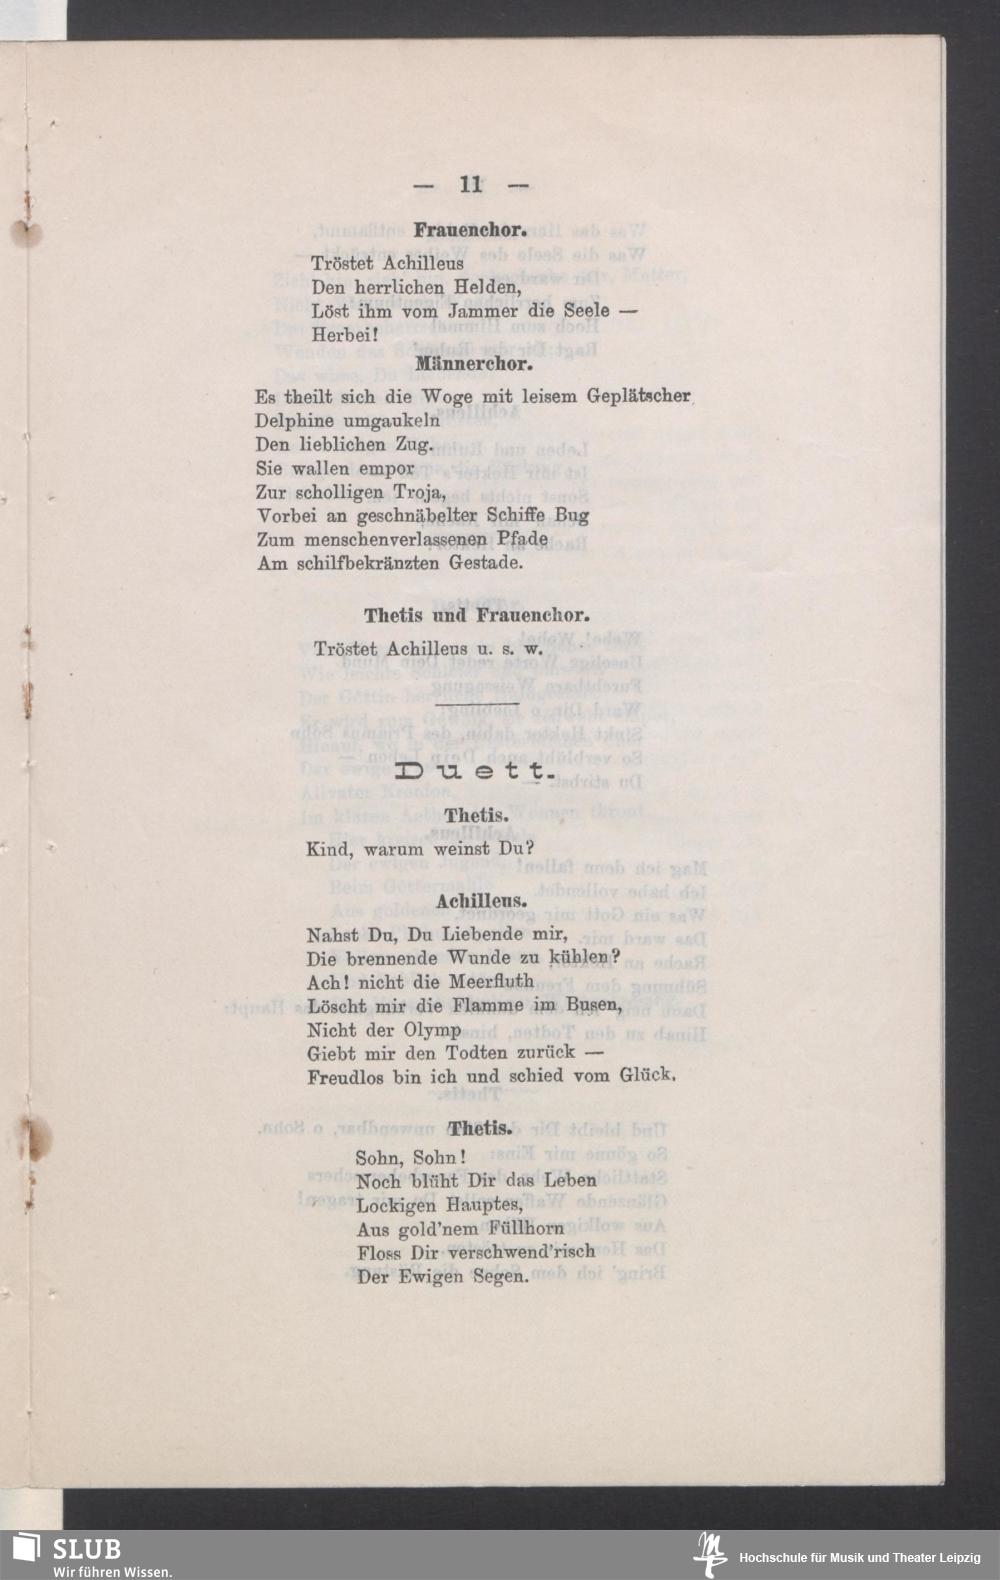 — 11 —
Frauenchor.
Tröstet Achilleus
Den herrlichen Helden,
Löst ihm vom Jammer die Seele —
Herbei!
Männerchor.
Es theilt sich die Woge mit leisem Geplätscher
Delphine umgaukeln
Den lieblichen Zug.
Sie wallen empor
Zur scholligen Troja,
Vorbei an geschnäbelter Schiffe Bug
Zum menschenverlassenen Pfade
Am schilfbekränzten Gestade.
Thetis und Frauenchor.
Tröstet Achilleus u. s. w.
Duett.
Thetis.
Kind, warum weinst Du?
Achilleus.
Nahst Du, Du Liebende mir,
Die brennende Wunde zu kühlen?
Ach! nicht die Meerfluth
Löscht mir die Flamme im Busen,
Nicht der Olymp
Giebt mir den Todten zurück —
Freudlos bin ich und schied vom Glück.
Thetis.
Sohn, Sohn!
Noch blüht Dir das Leben
Lockigen Hauptes,
Aus gold'nem Füllhorn
Floss Dir verschwend'risch
Der Ewigen Segen.
SLUB
Wir führen Wissen.
Hochschule für Musik und Theater Leipzig